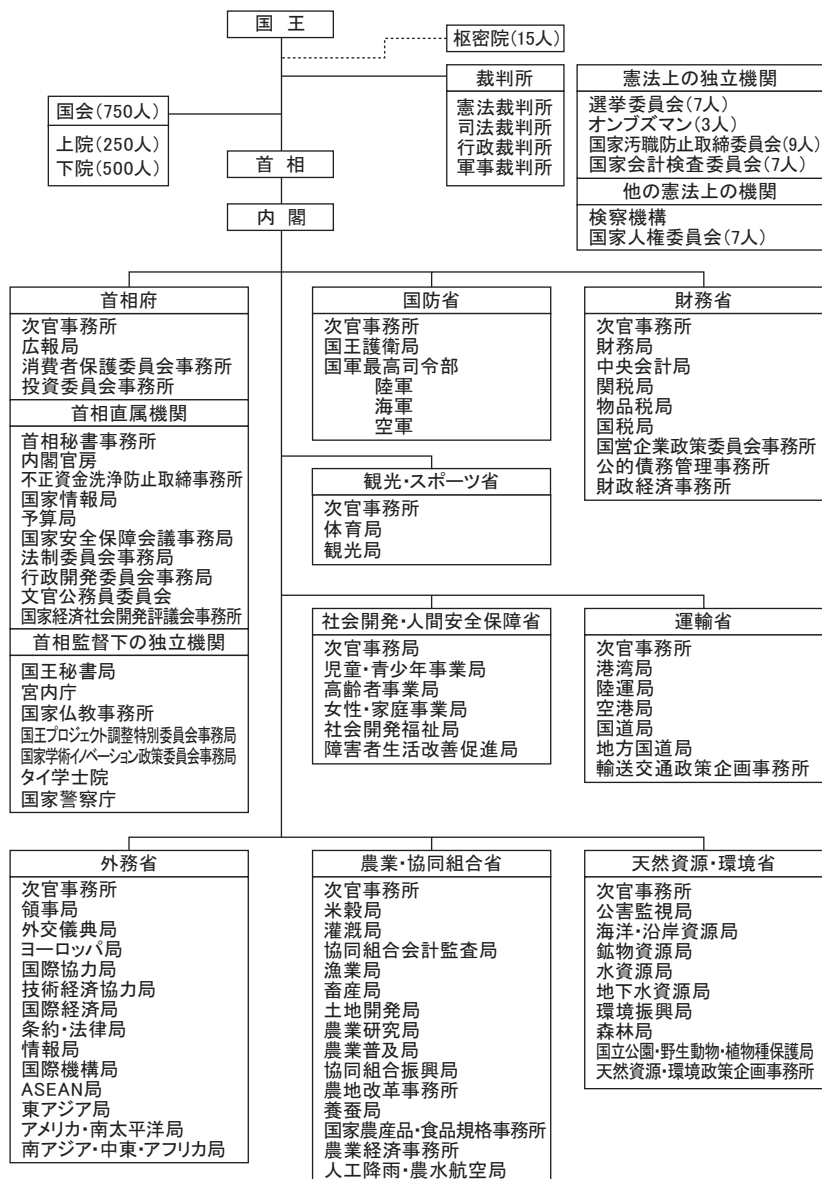 国王
枢密院(15人)
裁判所
憲法裁判所
司法裁判所
行政裁判所
軍事裁判所
憲法上の独立機関
選挙委員会(7人)
オンブズマン(3人)
国家汚職防止取締委員会(9人)
国家会計検査委員会(7人)
他の憲法上の機関
検察機構
国家人権委員会(7人)
国会(750人)
上院(250人)
下院(500人)
首相
内閣
首相府
次官事務所
広報局
消費者保護委員会事務所
投資委員会事務所
首相直属機関
首相秘書事務所
内閣官房
不正資金洗浄防止取締事務所
国家情報局
予算局
国家安全保障会議事務局
法制委員会事務局
行政開発委員会事務局
文官公務員委員会
国家経済社会開発評議会事務所
首相監督下の独立機関
国王秘書局
宮内庁
国家仏教事務所
国王プロジェクト調整特別委員会事務局
国家学術イノベーション政策委員会事務局
タイ学士院
国家警察庁
国防省
次官事務所
国王護衛局
国軍最高司令部
陸軍
海軍
空軍
財務省
次官事務所
財務局
中央会計局
関税局
物品税局
国税局
国営企業政策委員会事務所
公的債務管理事務所
財政経済事務所
観光・スポーツ省
次官事務所
体育局
観光局
社会開発・人間安全保障省
次官事務局
児童・青少年事業局
高齢者事業局
女性・家庭事業局
社会開発福祉局
障害者生活改善促進局
運輸省
次官事務所
港湾局
陸運局
空港局
国道局
地方国道局
輸送交通政策企画事務所
外務省
次官事務所
領事局
外交儀典局
ヨーロッパ局
国際協力局
技術経済協力局
国際経済局
条約・法律局
情報局
国際機構局
ASEAN局
東アジア局
アメリカ・南太平洋局
南アジア・中東・アフリカ局
農業・協同組合省
次官事務所
米穀局
灌漑局
協同組合会計監査局
漁業局
畜産局
土地開発局
農業研究局
農業普及局
協同組合振興局
農地改革事務所
養蚕局
国家農産品・食品規格事務所
農業経済事務所
人工降雨・農水航空局
天然資源・環境省
次官事務所
公害監視局
海洋・沿岸資源局
鉱物資源局
水資源局
地下水資源局
環境振興局
森林局
国立公園・野生動物・植物種保護局
天然資源・環境政策企画事務所